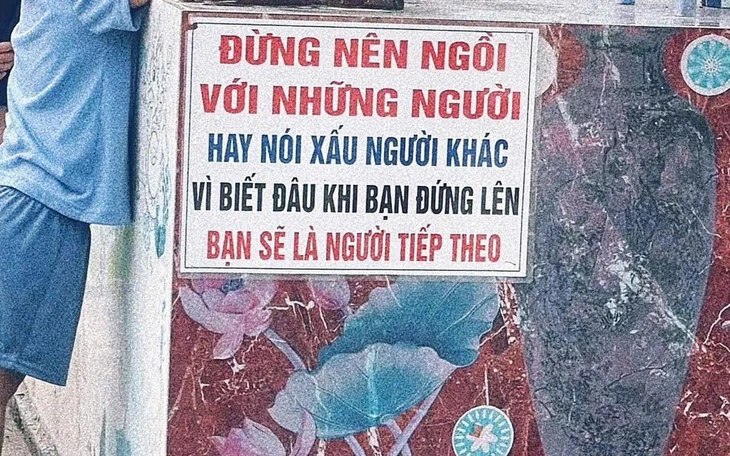 ĐỪNG NÊN NGỒI
VỚI NHỮNG NGƯỜI
HAY NÓI XẤU NGƯỜI KHÁC
VÌ BIẾT ĐÂU KHI BẠN ĐỨNG LÊN
BẠN SẼ LÀ NGƯỜI TIẾP THEO